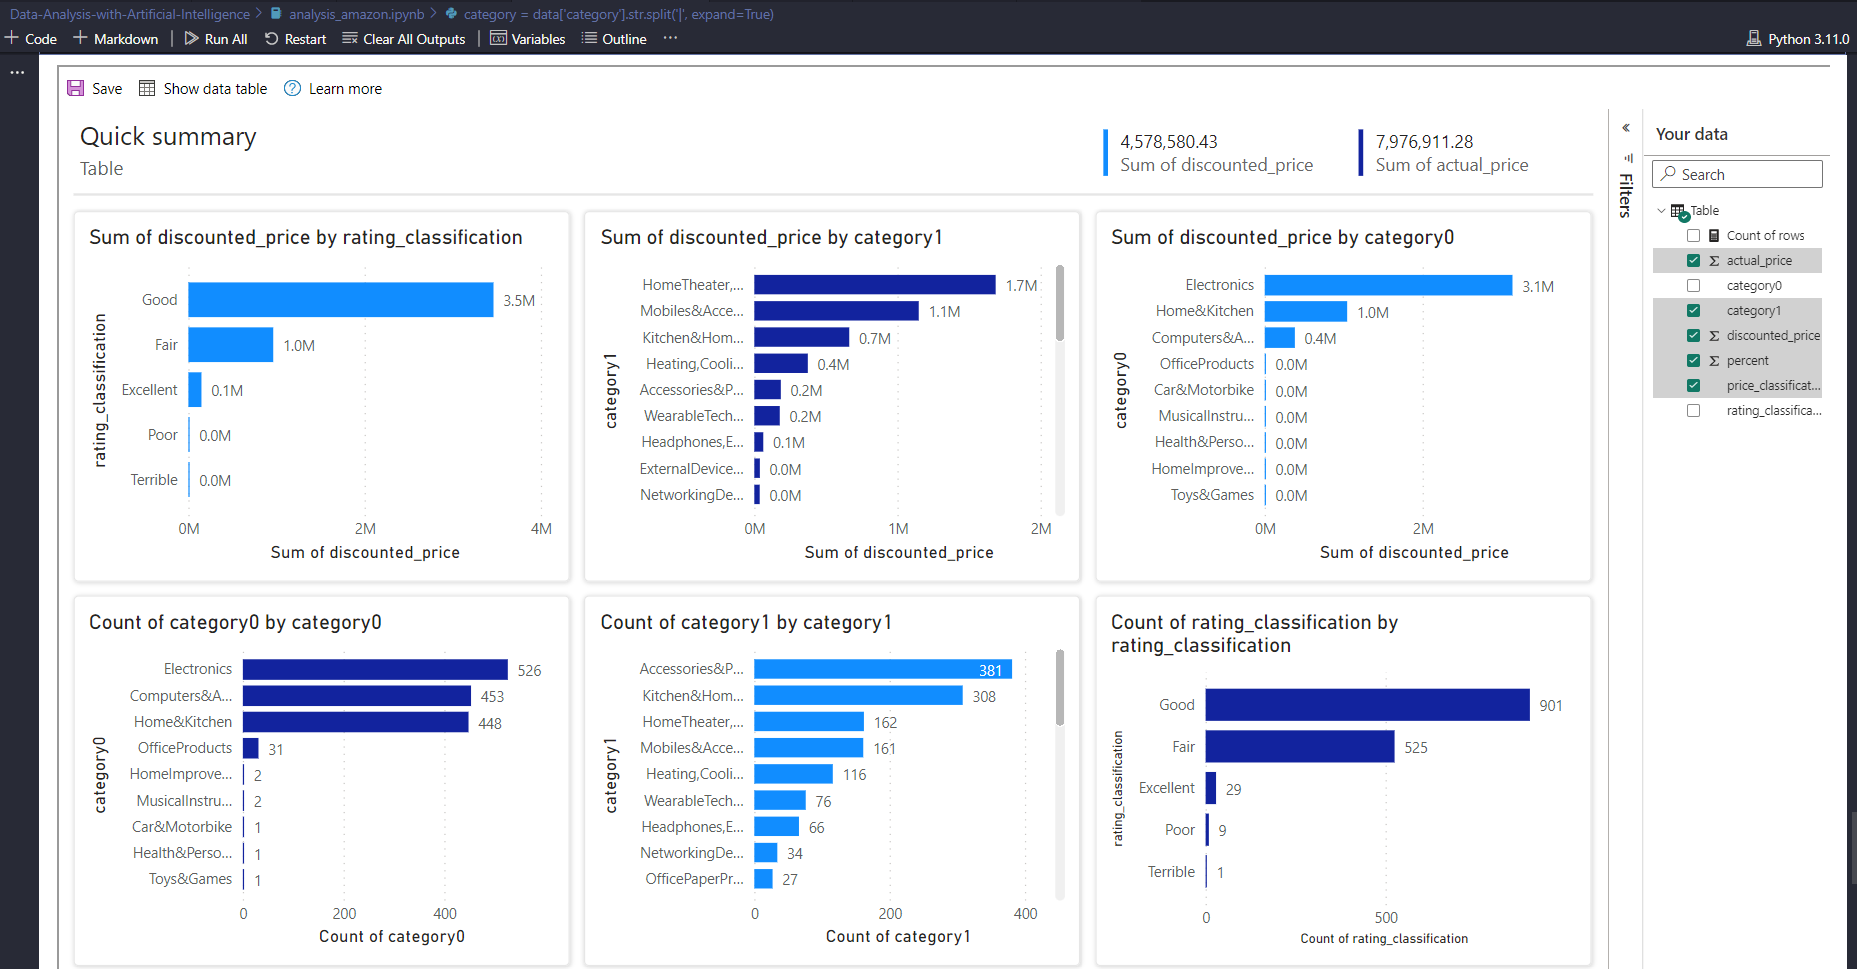 Data-Analysis-with-Artificial-Intelligence > analysis_amazon.ipynb > category = data['category'].str.split('|', expand=True)
Code Markdown Run All Restart Clear All Outputs Variables Outline ...
Python 3.11.0
...
Save Show data table Learn more
Quick summary
Table
4,578,580.43
Sum of discounted_price
7,976,911.28
Sum of actual_price
Sum of discounted_price by rating_classification
rating_classification
Good 3.5M
Fair 1.0M
Excellent 0.1M
Poor 0.0M
Terrible 0.0M
0M 2M 4M
Sum of discounted_price
Sum of discounted_price by category1
category1
HomeTheater,... 1.7M
Mobiles&Acce... 1.1M
Kitchen&Hom... 0.7M
Heating,Cooli... 0.4M
Accessories&P... 0.2M
WearableTech... 0.2M
Headphones,E... 0.1M
ExternalDevice... 0.0M
NetworkingDe... 0.0M
0M 1M 2M
Sum of discounted_price
Sum of discounted_price by category0
category0
Electronics 3.1M
Home&Kitchen 1.0M
Computers&A... 0.4M
OfficeProducts 0.0M
Car&Motorbike 0.0M
MusicalInstru... 0.0M
Health&Perso... 0.0M
HomeImprove... 0.0M
Toys&Games 0.0M
0M 2M
Sum of discounted_price
Count of category0 by category0
category0
Electronics 526
Computers&A... 453
Home&Kitchen 448
OfficeProducts 31
HomeImprove... 2
MusicalInstru... 2
Car&Motorbike 1
Health&Perso... 1
Toys&Games 1
0 200 400
Count of category0
Count of category1 by category1
category1
Accessories&P... 381
Kitchen&Hom... 308
HomeTheater,... 162
Mobiles&Acce... 161
Heating,Cooli... 116
WearableTech... 76
Headphones,E... 66
NetworkingDe... 34
OfficePaperPr... 27
0 200 400
Count of category1
Count of rating_classification by
rating_classification
rating_classification
Good 901
Fair 525
Excellent 29
Poor 9
Terrible 1
0 500
Count of rating_classification
Filters
Your data
Search
Table
Count of rows
actual_price
category0
category1
discounted_price
percent
price_classificat...
rating_classifica...